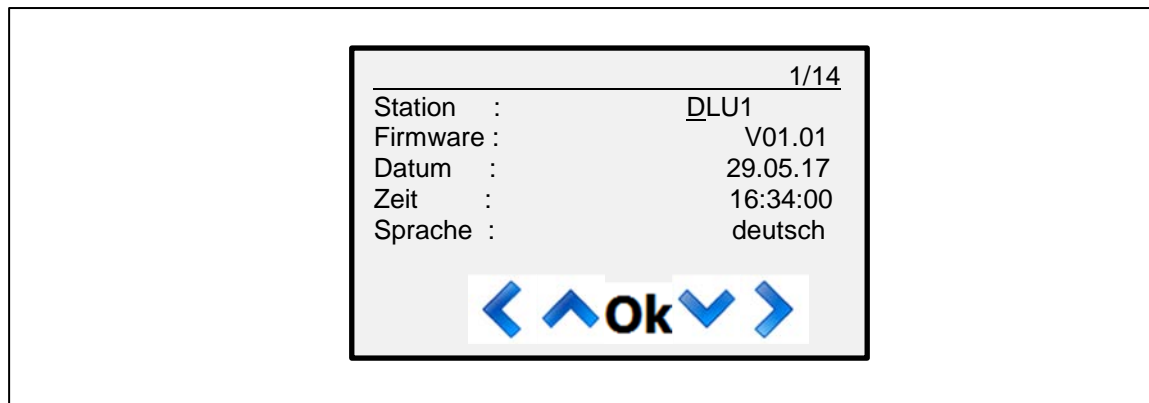 1/14
Station : DLU1
Firmware : V01.01
Datum : 29.05.17
Zeit : 16:34:00
Sprache : deutsch
Ok